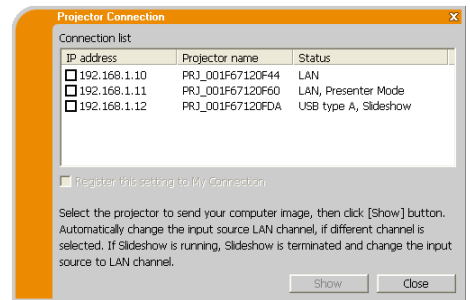 Projector Connection
Connection list
IP address Projector name Status
192.168.1.10 PRJ_001F67120F44 LAN
192.168.1.11 PRJ_001F67120F60 LAN, Presenter Mode
192.168.1.12 PRJ_001F67120FDA USB type A, Slideshow
Register this setting to My Connection
Select the projector to send your computer image, then click [Show] button.
Automatically change the input source LAN channel, if different channel is
selected. If Slideshow is running, Slideshow is terminated and change the input
source to LAN channel.
Show Close